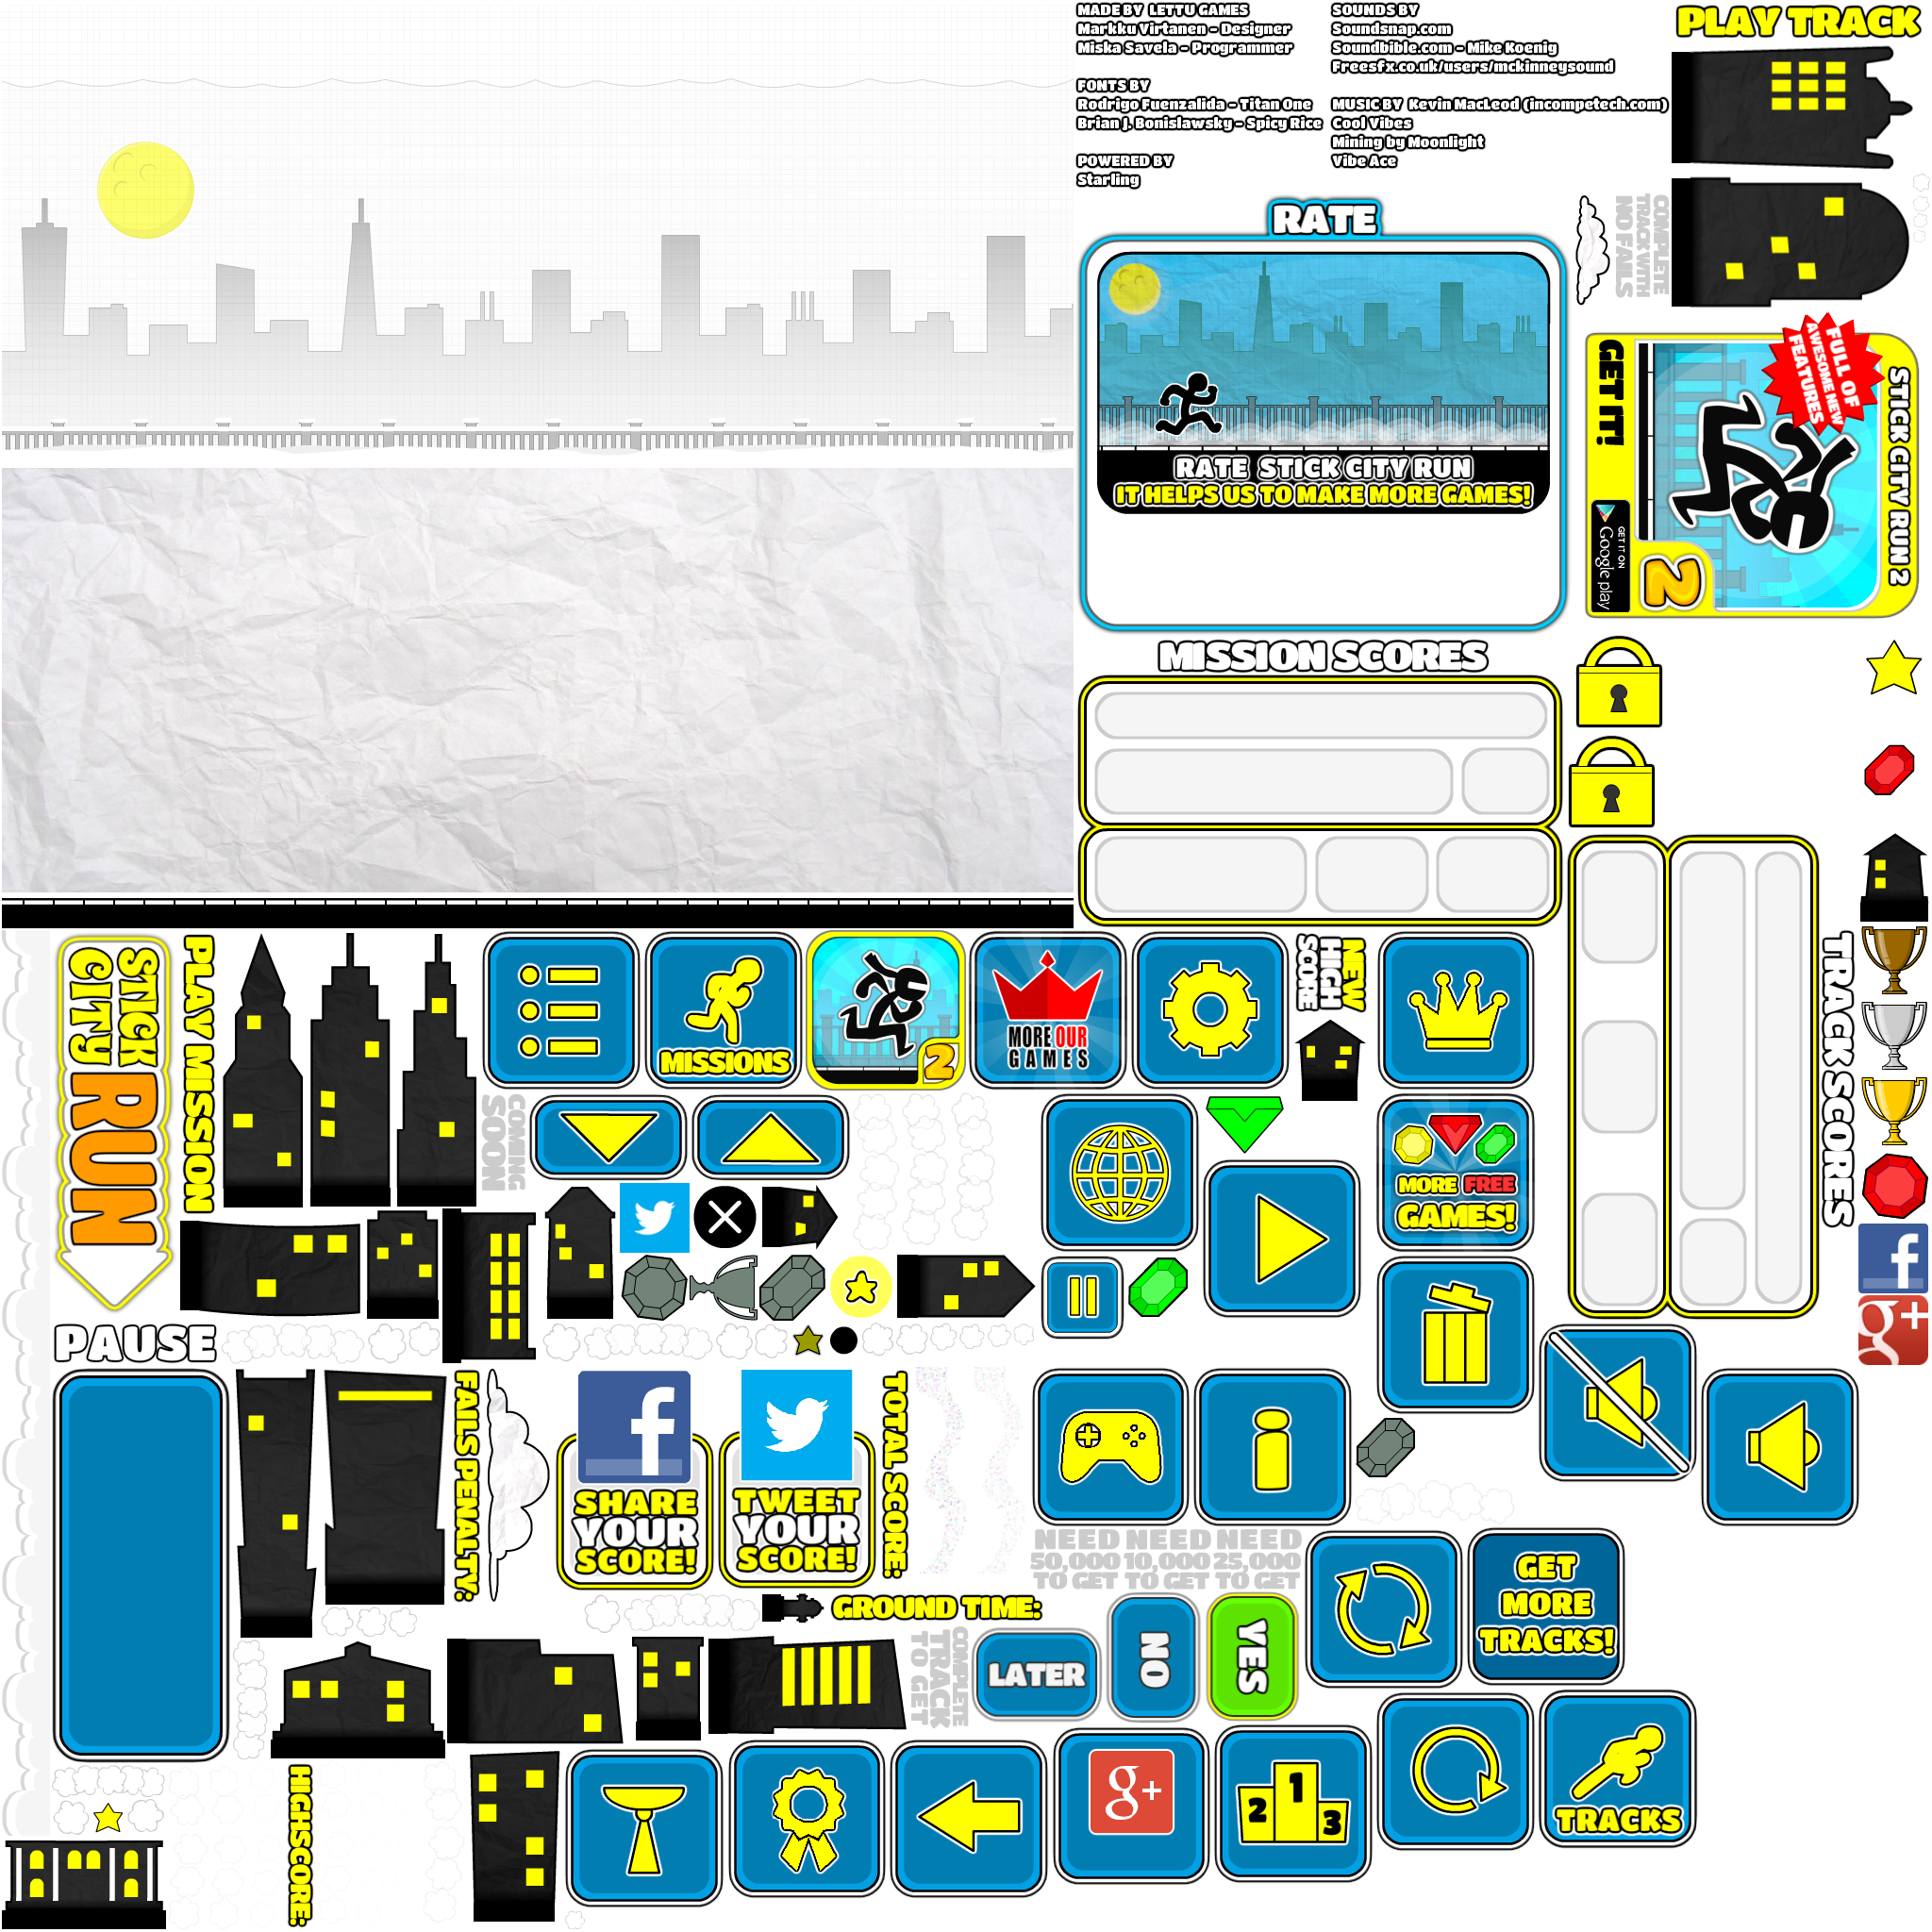 MADE BY LETTU GAMES
Markku Virtanen - Designer
Miska Savela - Programmer
FONTS BY
Rodrigo Fuenzalida - Titan One
Brian J. Bonislawsky - Spicy Rice
POWERED BY
Starling
SOUNDS BY
Soundsnap.com
Soundbible.com - Mike Koenig
Freesfx.co.uk/users/mckinneysound
MUSIC BY Kevin MacLeod (incompetech.com)
Cool Vibes
Mining by Moonlight
Vibe Ace
PLAY TRACK
COMPLETE
TRACK WITH
NO FAILS
RATE
RATE STICK CITY RUN
IT HELPS US TO MAKE MORE GAMES!
STICK CITY RUN 2
FULL OF
AWESOME NEW
FEATURES
GET IT!
GET IT ON
Google play
2
MISSION SCORES
TRACK SCORES
STICK
CITY
RUN
PLAY MISSION
MISSIONS
2
MORE OUR
GAMES
NEW
HIGH
SCORE
COMING
SOON
MORE FREE
GAMES!
f
g+
PAUSE
FAILS PENALTY:
f
SHARE
YOUR
SCORE!
TWEET
YOUR
SCORE!
TOTAL SCORE:
NEED
50,000
TO GET
NEED
10,000
TO GET
NEED
25,000
TO GET
GROUND TIME:
COMPLETE
TRACK
TO GET
LATER
NO
YES
GET
MORE
TRACKS!
HIGHSCORE:
g+
2 1 3
TRACKS